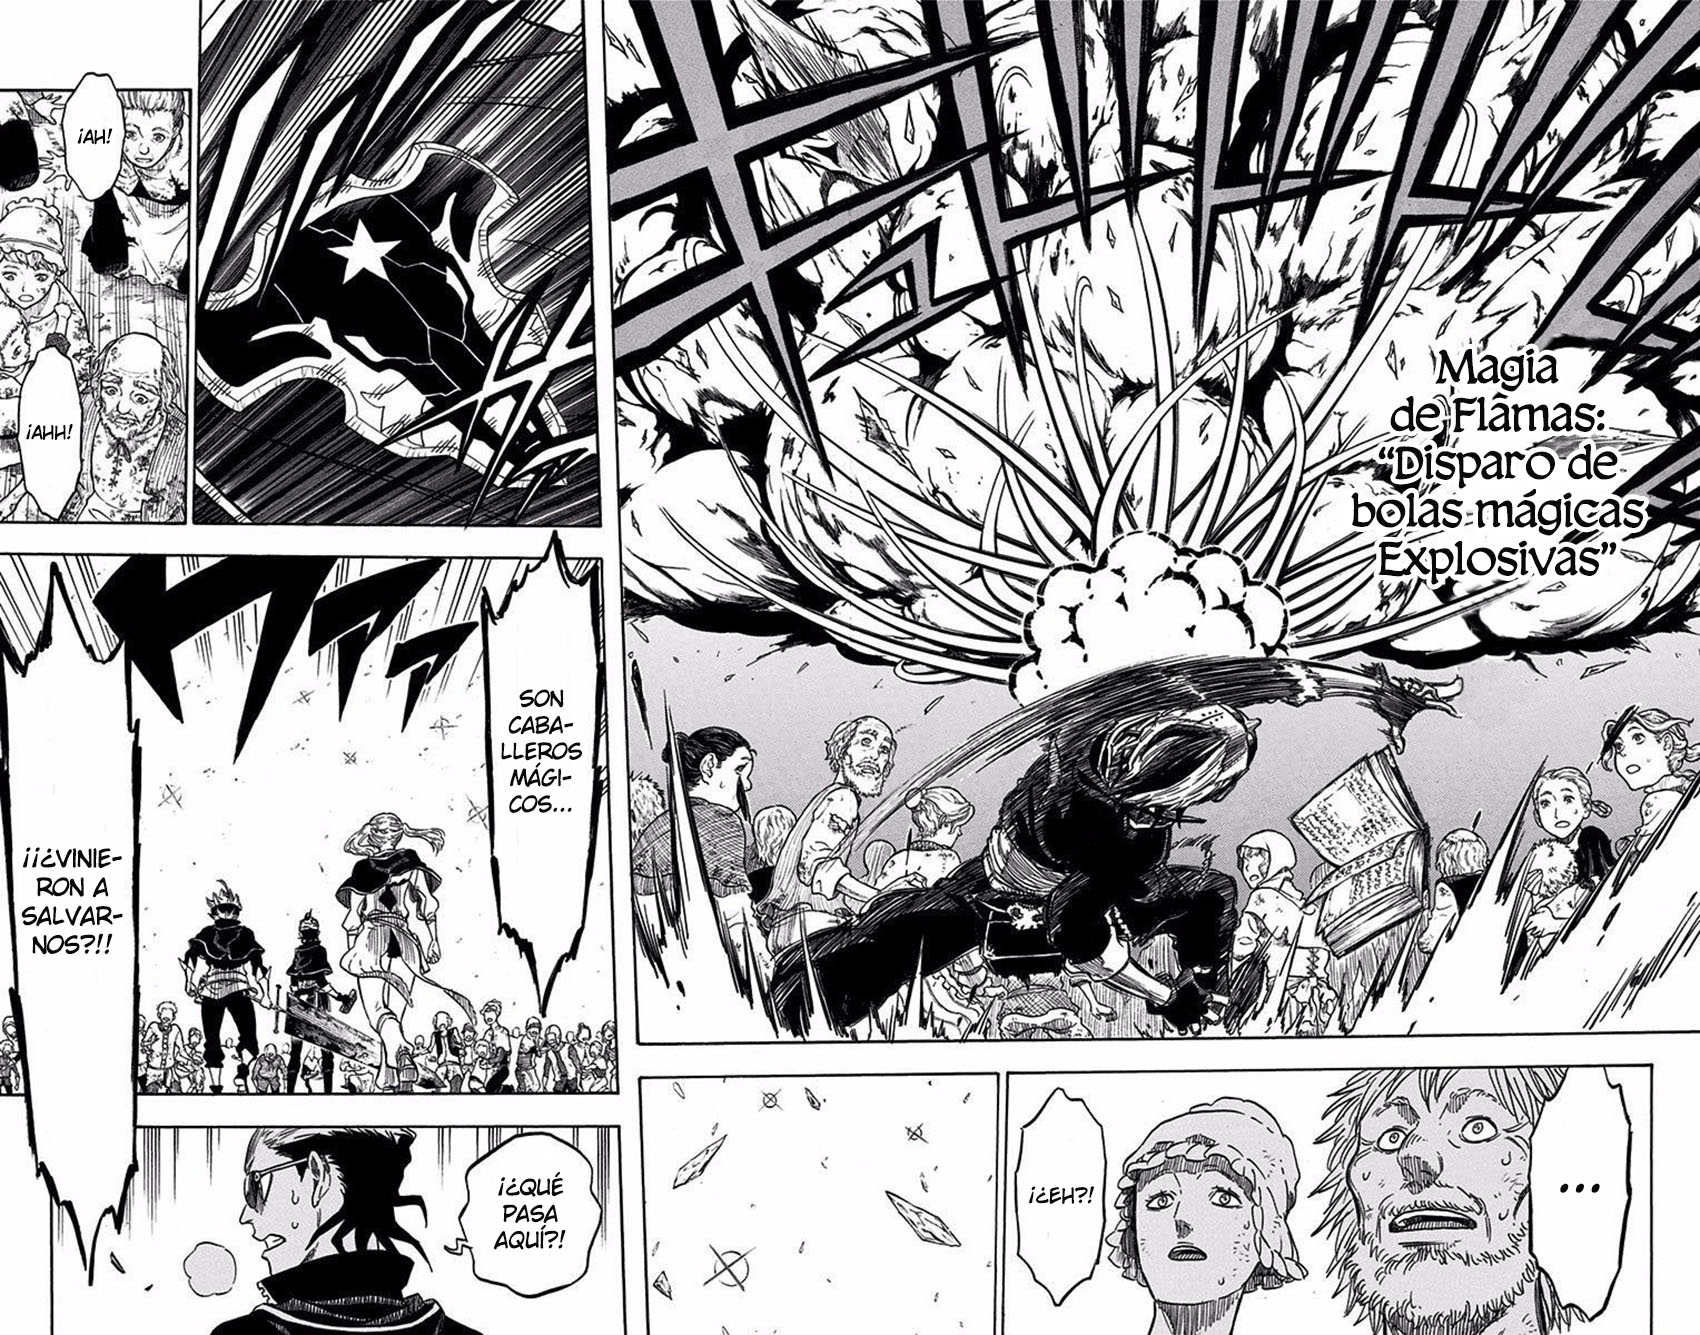 Magia
de Flamas:
“Disparo de
bolas mágicas
Explosivas”
...
¡¿EH?!
¡AH!
¡AHH!
SON
CABA-
LLEROS
MÁGI-
COS...
¡¡¿VINIE-
RON A
SALVAR-
NOS?!!
¡¿QUÉ
PASA
AQUÍ?!